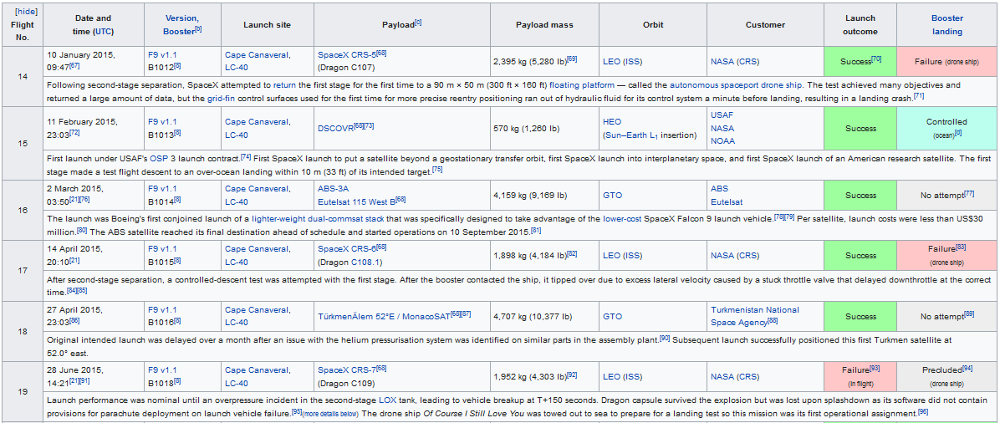 [hide]
Flight
No.
Date and
time (UTC)
Version,
Booster[b]
Launch site
Payload[c]
Payload mass
Orbit
Customer
Launch
outcome
Booster
landing
14
10 January 2015,
09:47[67]
F9 v1.1
B1012[8]
Cape Canaveral,
LC-40
SpaceX CRS-5[68]
(Dragon C107)
2,395 kg (5,280 lb)[69]
LEO (ISS)
NASA (CRS)
Success[70]
Failure (drone ship)
Following second-stage separation, SpaceX attempted to return the first stage for the first time to a 90 m × 50 m (300 ft × 160 ft) floating platform — called the autonomous spaceport drone ship. The test achieved many objectives and
returned a large amount of data, but the grid-fin control surfaces used for the first time for more precise reentry positioning ran out of hydraulic fluid for its control system a minute before landing, resulting in a landing crash.[71]
15
11 February 2015,
23:03[72]
F9 v1.1
B1013[8]
Cape Canaveral,
LC-40
DSCOVR[68][73]
570 kg (1,260 lb)
HEO
(Sun–Earth L1 insertion)
USAF
NASA
NOAA
Success
Controlled
(ocean)[d]
First launch under USAF's OSP 3 launch contract.[74] First SpaceX launch to put a satellite beyond a geostationary transfer orbit, first SpaceX launch into interplanetary space, and first SpaceX launch of an American research satellite. The first
stage made a test flight descent to an over-ocean landing within 10 m (33 ft) of its intended target.[75]
16
2 March 2015,
03:50[21][76]
F9 v1.1
B1014[8]
Cape Canaveral,
LC-40
ABS-3A
Eutelsat 115 West B[68]
4,159 kg (9,169 lb)
GTO
ABS
Eutelsat
Success
No attempt[77]
The launch was Boeing's first conjoined launch of a lighter-weight dual-commsat stack that was specifically designed to take advantage of the lower-cost SpaceX Falcon 9 launch vehicle.[78][79] Per satellite, launch costs were less than US$30
million.[80] The ABS satellite reached its final destination ahead of schedule and started operations on 10 September 2015.[81]
17
14 April 2015,
20:10[21]
F9 v1.1
B1015[8]
Cape Canaveral,
LC-40
SpaceX CRS-6[68]
(Dragon C108.1)
1,898 kg (4,184 lb)[82]
LEO (ISS)
NASA (CRS)
Success
Failure[83]
(drone ship)
After second-stage separation, a controlled-descent test was attempted with the first stage. After the booster contacted the ship, it tipped over due to excess lateral velocity caused by a stuck throttle valve that delayed downthrottle at the correct
time.[84][85]
18
27 April 2015,
23:03[86]
F9 v1.1
B1016[8]
Cape Canaveral,
LC-40
TürkmenÄlem 52°E / MonacoSAT[68][87]
4,707 kg (10,377 lb)
GTO
Turkmenistan National
Space Agency[88]
Success
No attempt[89]
Original intended launch was delayed over a month after an issue with the helium pressurisation system was identified on similar parts in the assembly plant.[90] Subsequent launch successfully positioned this first Turkmen satellite at
52.0° east.
19
28 June 2015,
14:21[21][91]
F9 v1.1
B1018[8]
Cape Canaveral,
LC-40
SpaceX CRS-7[68]
(Dragon C109)
1,952 kg (4,303 lb)[92]
LEO (ISS)
NASA (CRS)
Failure[93]
(in flight)
Precluded[94]
(drone ship)
Launch performance was nominal until an overpressure incident in the second-stage LOX tank, leading to vehicle breakup at T+150 seconds. Dragon capsule survived the explosion but was lost upon splashdown as its software did not contain
provisions for parachute deployment on launch vehicle failure.[95](more details below) The drone ship Of Course I Still Love You was towed out to sea to prepare for a landing test so this mission was its first operational assignment.[96]